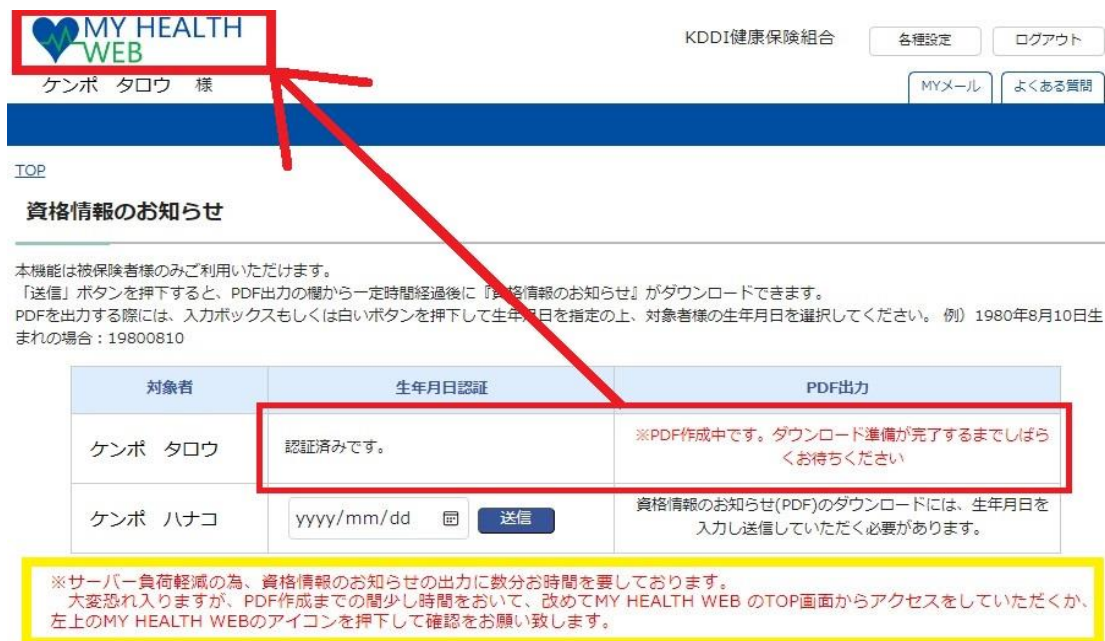 MY HEALTH
WEB
KDDI健康保険組合
各種設定
ログアウト
ケンポ　タロウ　様
MYメール
よくある質問
TOP
資格情報のお知らせ
本機能は被保険者様のみご利用いただけます。
「送信」ボタンを押下すると、PDF出力の欄から一定時間経過後に『資格情報のお知らせ』がダウンロードできます。
PDFを出力する際には、入力ボックスもしくは白いボタンを押下して生年月日を指定の上、対象者様の生年月日を選択してください。 例）1980年8月10日生
まれの場合：19800810
対象者
生年月日認証
PDF出力
ケンポ　タロウ
認証済みです。
※PDF作成中です。ダウンロード準備が完了するまでしばら
くお待ちください
ケンポ　ハナコ
yyyy/mm/dd
送信
資格情報のお知らせ(PDF)のダウンロードには、生年月日を
入力し送信していただく必要があります。
※サーバー負荷軽減の為、資格情報のお知らせの出力に数分お時間を要しております。
大変恐れ入りますが、PDF作成までの間少し時間をおいて、改めてMY HEALTH WEB のTOP画面からアクセスをしていただくか、
左上のMY HEALTH WEBのアイコンを押下して確認をお願い致します。